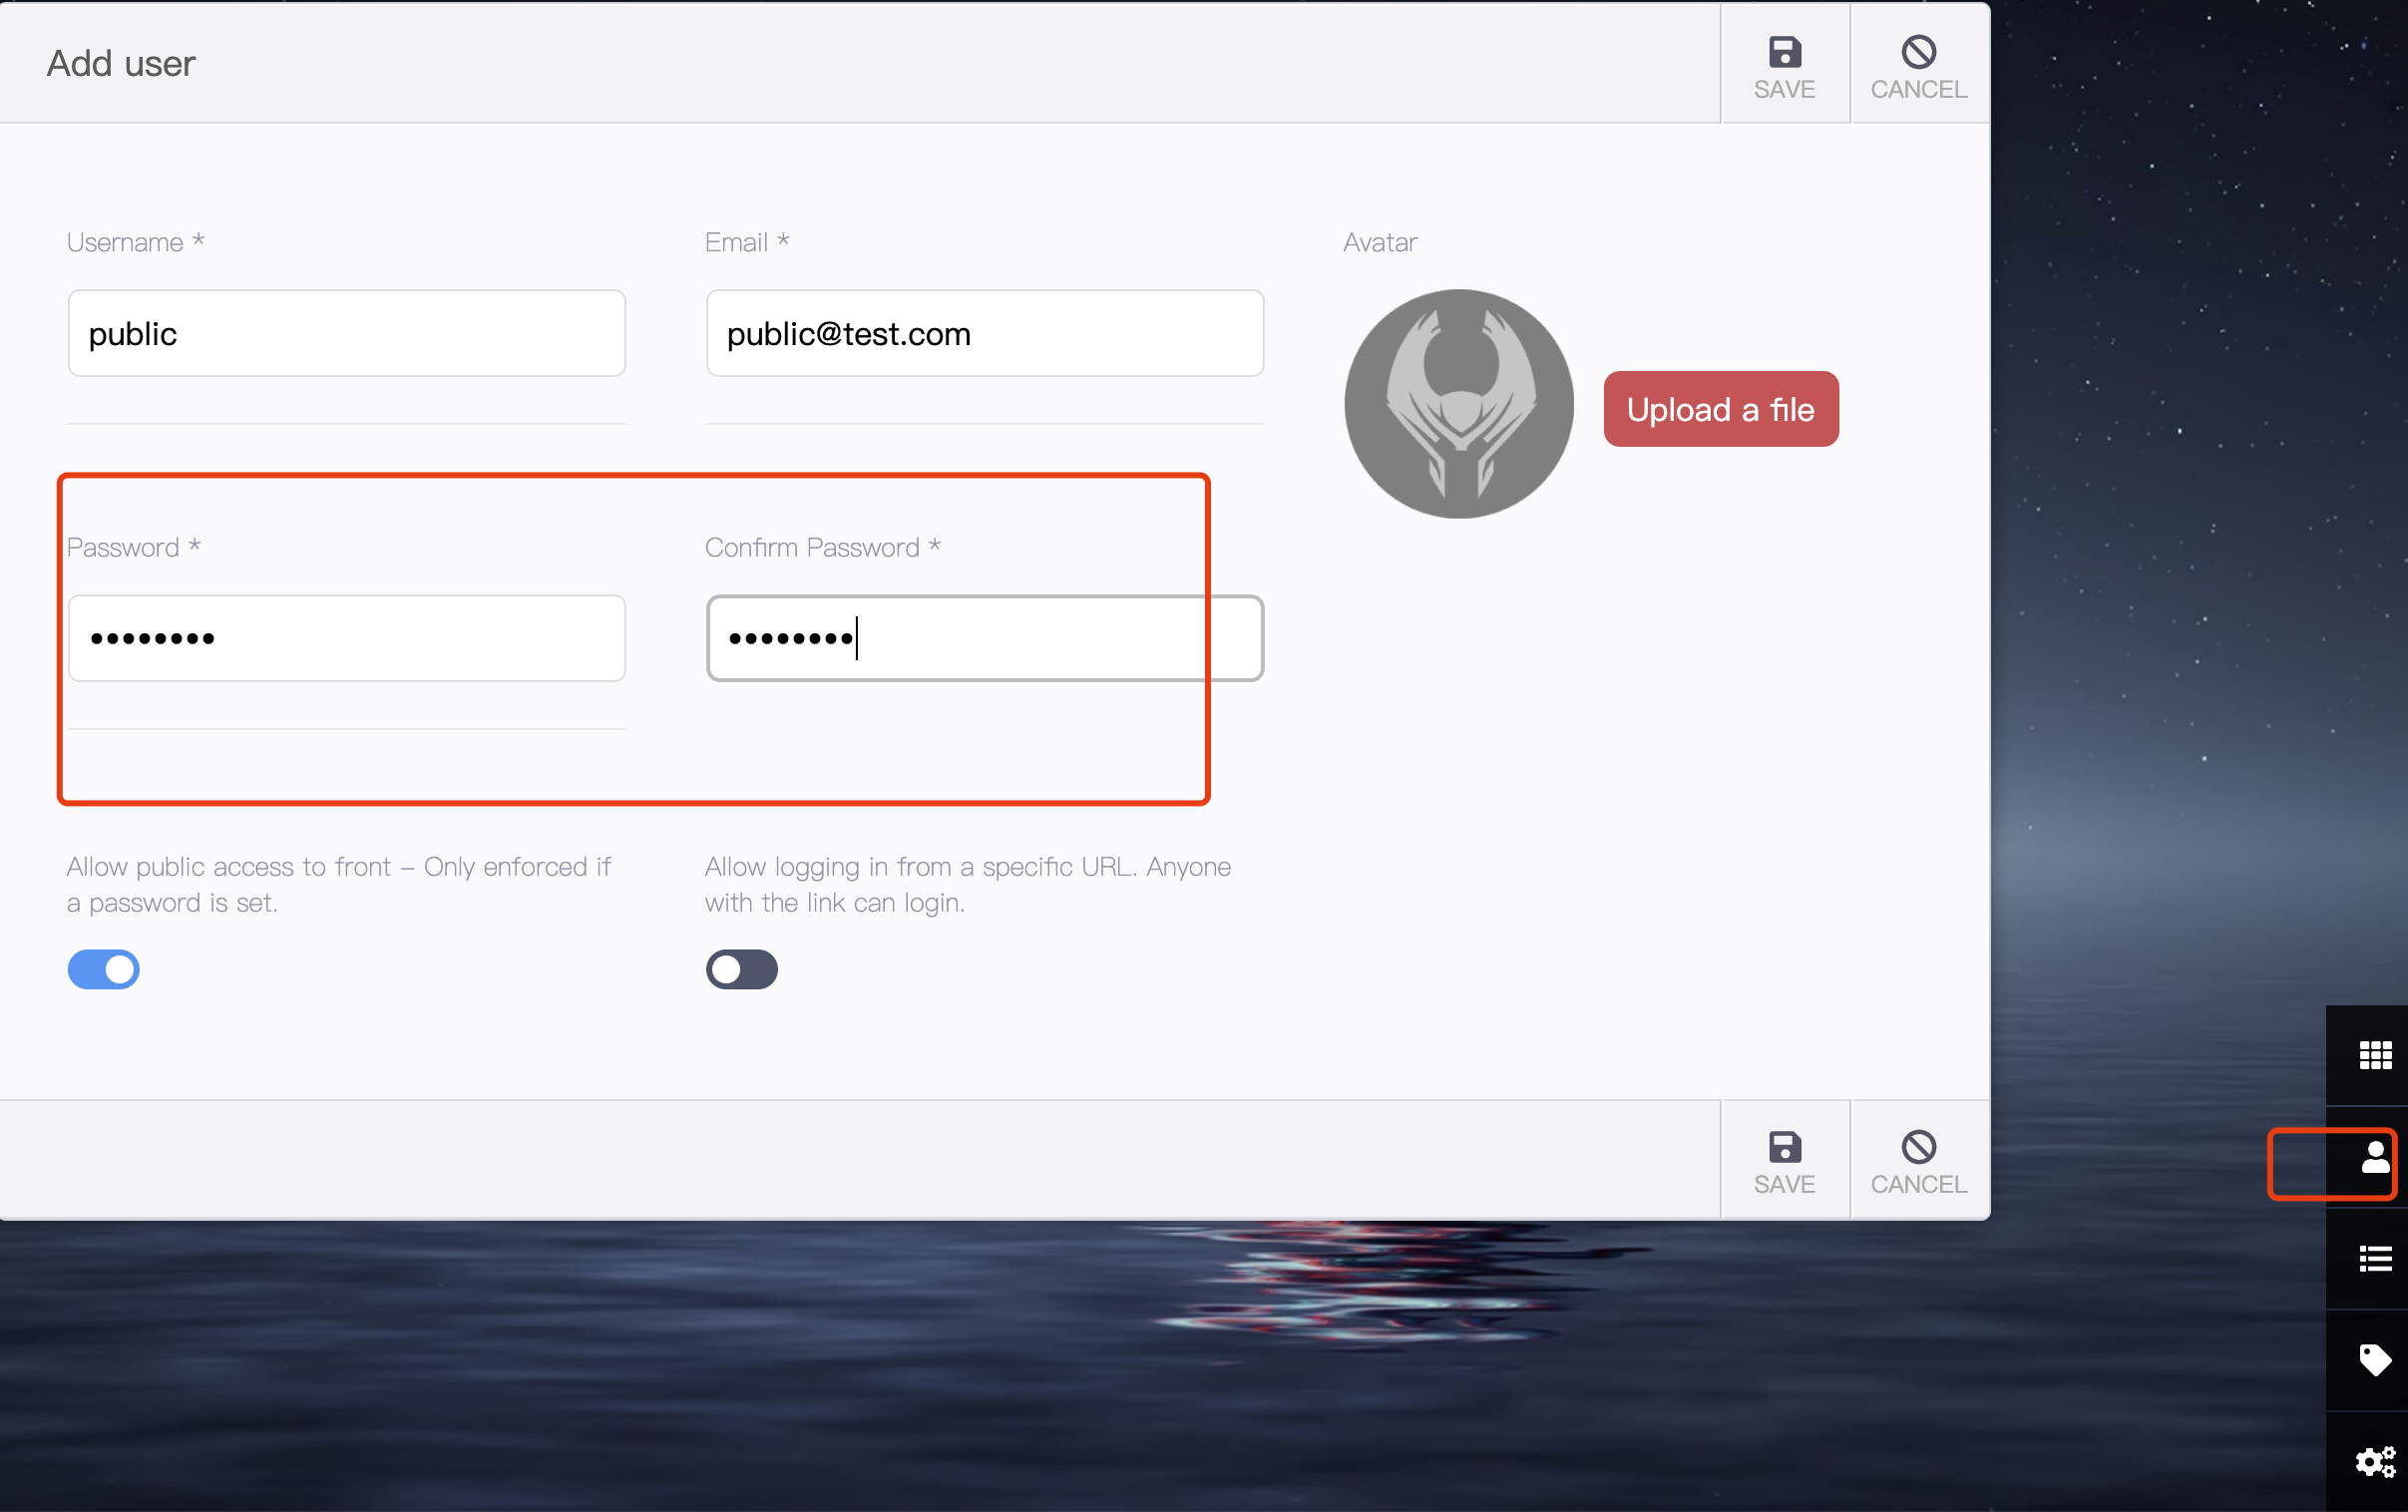 Add user
SAVE
CANCEL
Username *
Email *
Avatar
public
public@test.com
Upload a file
Password *
Confirm Password *
Allow public access to front – Only enforced if
a password is set.
Allow logging in from a specific URL. Anyone
with the link can login.
SAVE
CANCEL